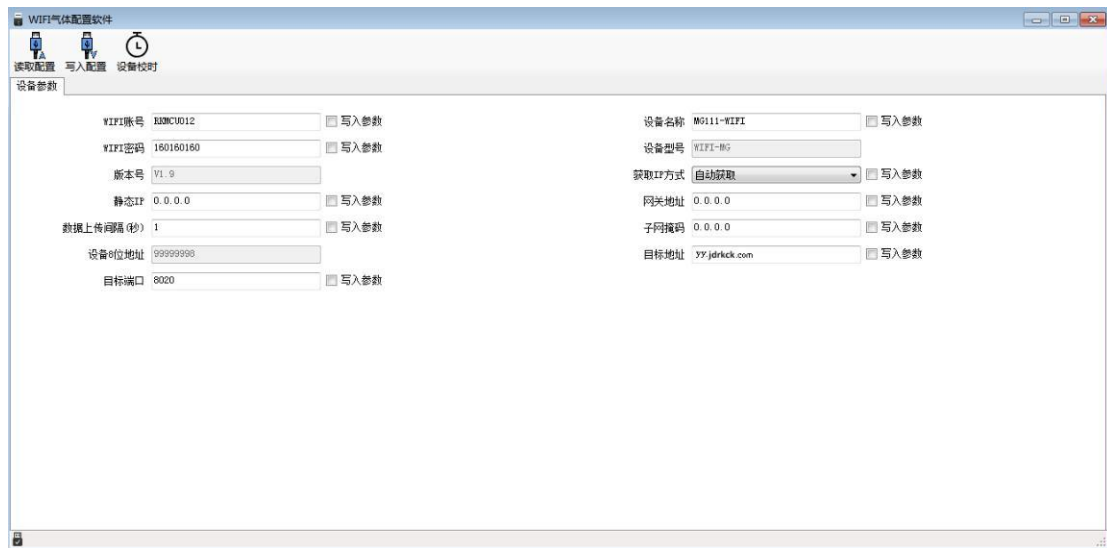 WIFI气体配置软件
读取配置 写入配置 设备校时
设备参数
WIFI账号 RKMCU012 写入参数 设备名称 MG111-WIFI 写入参数
WIFI密码 160160160 写入参数 设备型号 WIFI-MG
版本号 V1.9 获取IP方式 自动获取 写入参数
静态IP 0.0.0.0 写入参数 网关地址 0.0.0.0 写入参数
数据上传间隔(秒) 1 写入参数 子网掩码 0.0.0.0 写入参数
设备8位地址 99999998 目标地址 yy.jdrkck.com 写入参数
目标端口 8020 写入参数